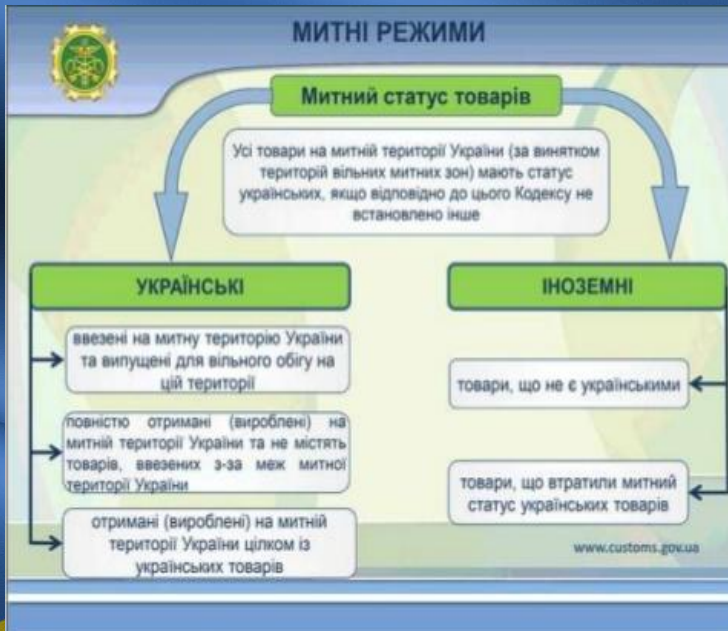 МИТНІ РЕЖИМИ
Митний статус товарів
Усі товари на митній території України (за винятком
територій вільних митних зон) мають статус
українських, якщо відповідно до цього Кодексу не
встановлено інше
УКРАЇНСЬКІ
ввезені на митну територію України
та випущені для вільного обігу на
цій території
повністю отримані (вироблені) на
митній території України та не містять
товарів, ввезених з-за меж митної
території України
отримані (вироблені) на митній
території України цілком із
українських товарів
ІНОЗЕМНІ
товари, що не є українськими
товари, що втратили митний
статус українських товарів
www.customs.gov.ua